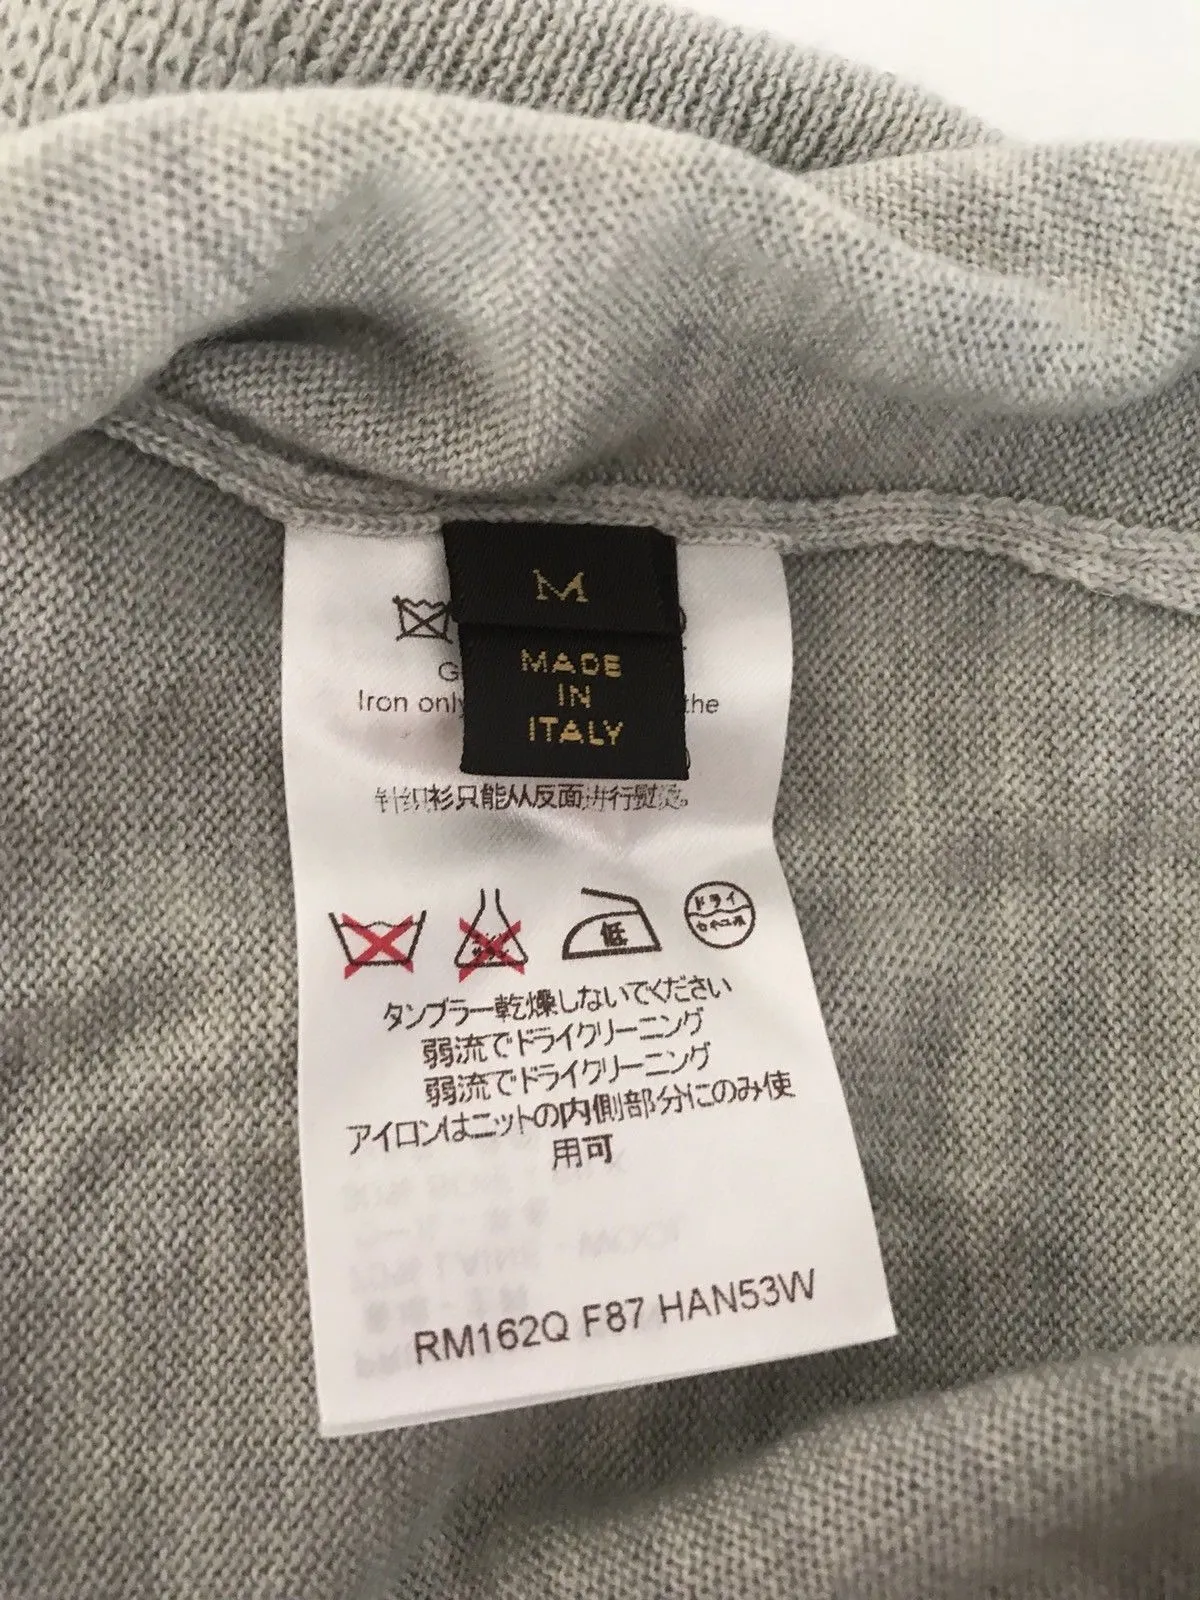 M
MADE
IN
ITALY
Iron only the
针织衫只能从反面进行熨烫。
低
ドライ
タンブラー乾燥しないでください
弱流でドライクリーニング
弱流でドライクリーニング
アイロンはニットの内側部分にのみ使
用可
RM162Q F87 HAN53W